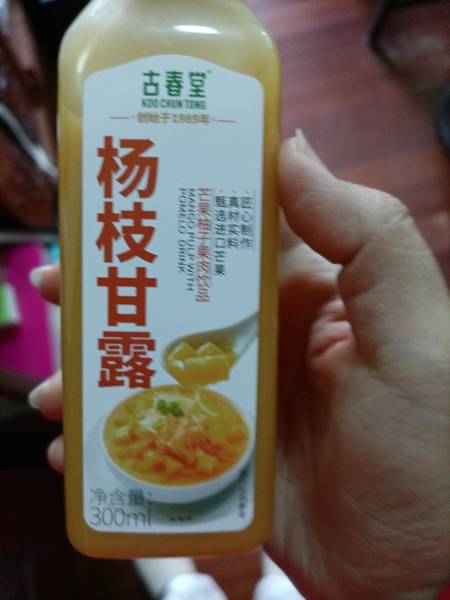 古春堂
KOO CHUN TONG
创始于1989年
杨枝甘露
·匠心制作
·真材实料
·甄选进口芒果
芒果柚子果肉饮品
MANGO PULP WITH
POMELO DRINK
净含量:
300ml